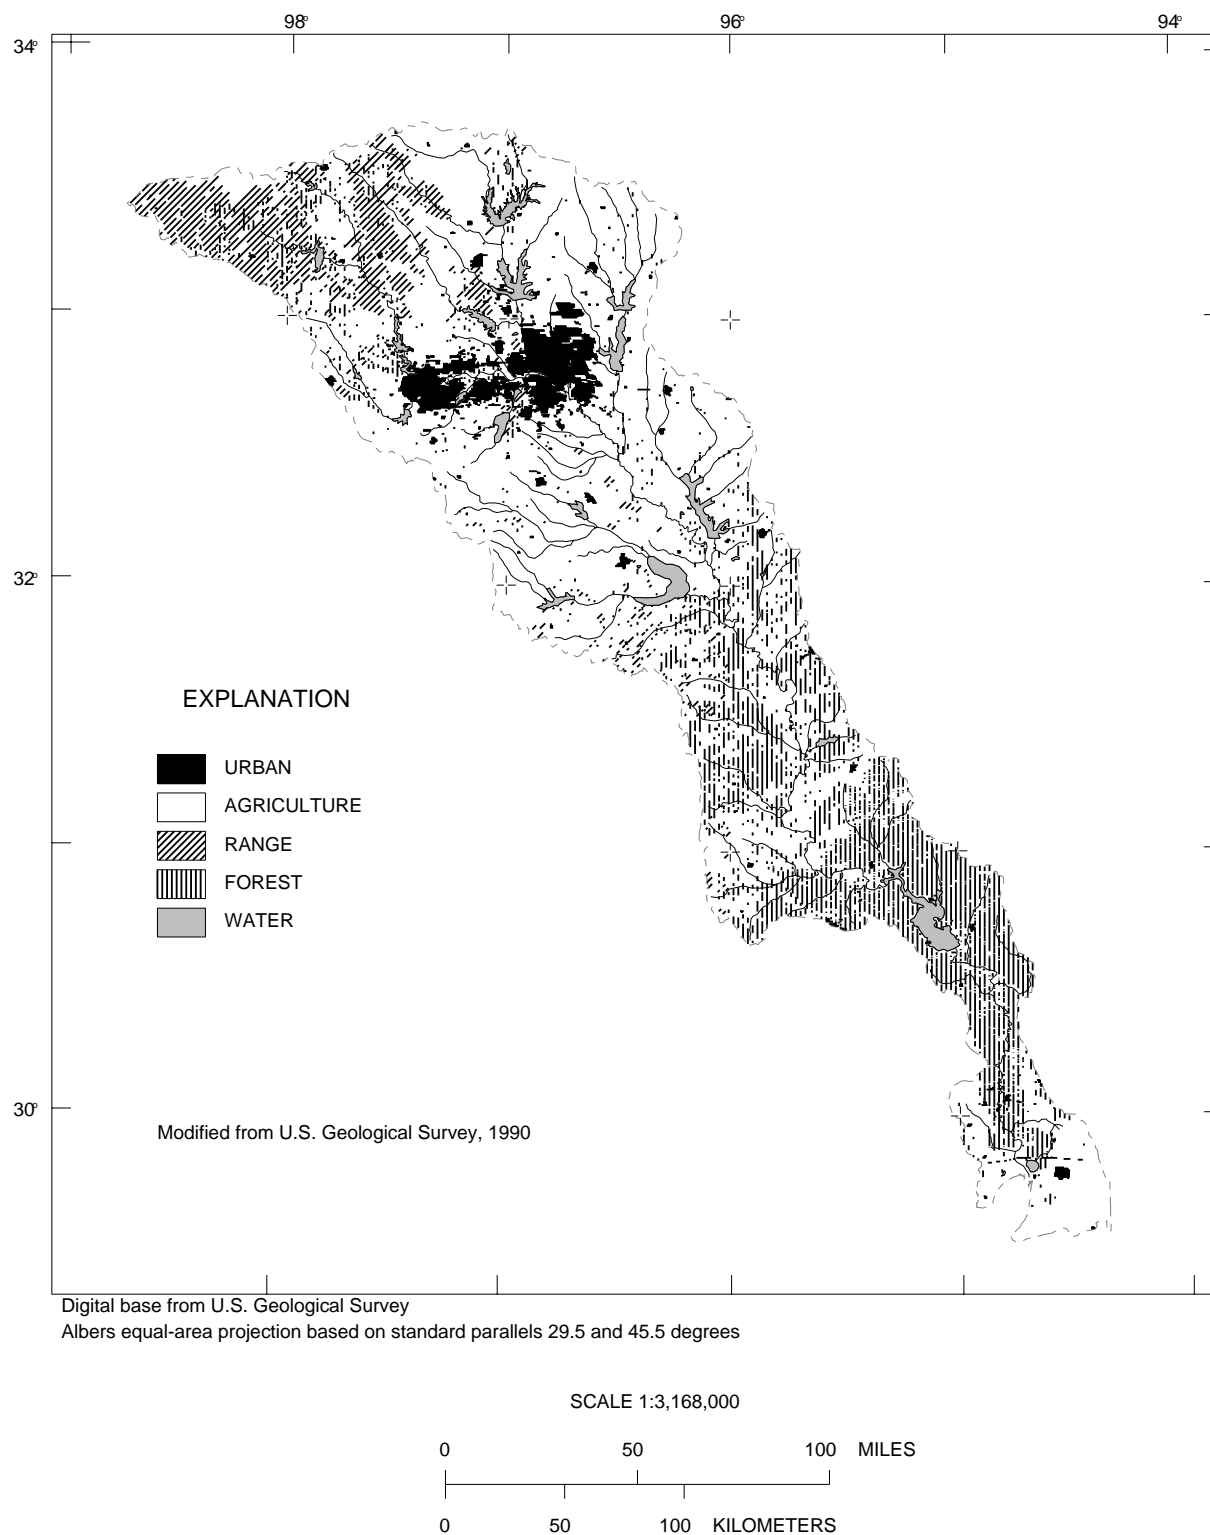 98° 96° 94°
34°
32°
EXPLANATION
URBAN
AGRICULTURE
RANGE
FOREST
WATER
30°
Modified from U.S. Geological Survey, 1990
Digital base from U.S. Geological Survey
Albers equal-area projection based on standard parallels 29.5 and 45.5 degrees
SCALE 1:3,168,000
0 50 100 MILES
0 50 100 KILOMETERS